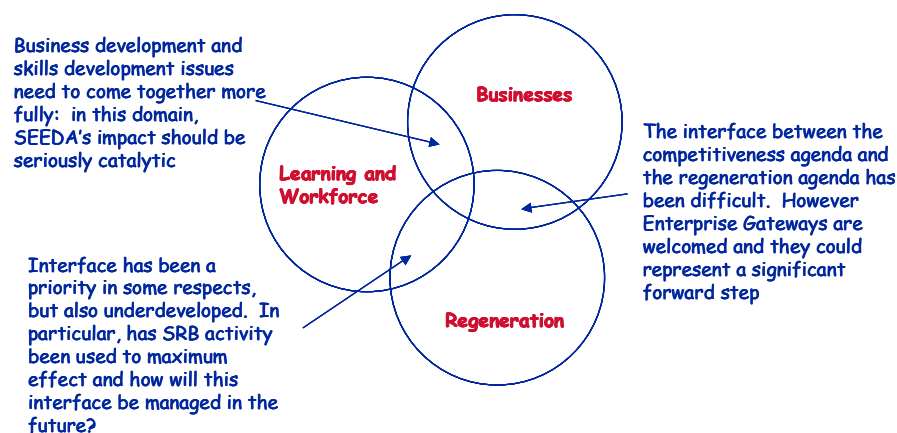 Business development and
skills development issues
need to come together more
fully:  in this domain,
SEEDA's impact should be
seriously catalytic
Businesses
Learning and
Workforce
The interface between the
competitiveness agenda and
the regeneration agenda has
been difficult.  However
Enterprise Gateways are
welcomed and they could
represent a significant
forward step
Interface has been a
priority in some respects,
but also underdeveloped.  In
particular, has SRB activity
been used to maximum
effect and how will this
interface be managed in the
future?
Regeneration